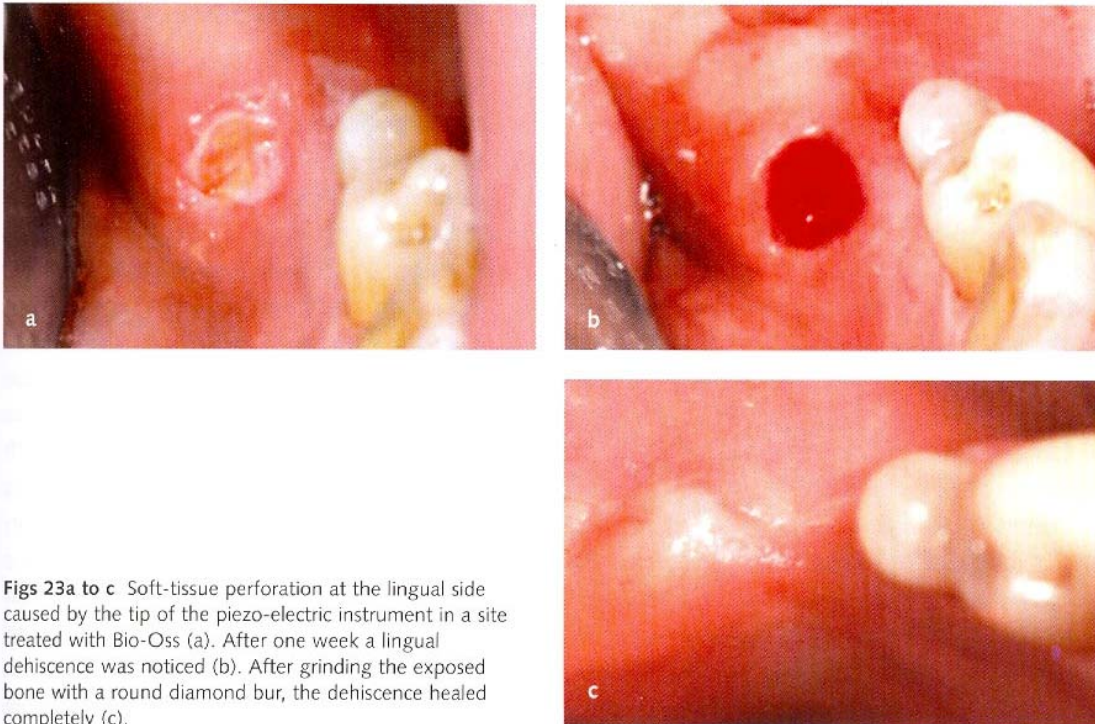 a
b
c
Figs 23a to c Soft-tissue perforation at the lingual side
caused by the tip of the piezo-electric instrument in a site
treated with Bio-Oss (a). After one week a lingual
dehiscence was noticed (b). After grinding the exposed
bone with a round diamond bur, the dehiscence healed
completely (c).